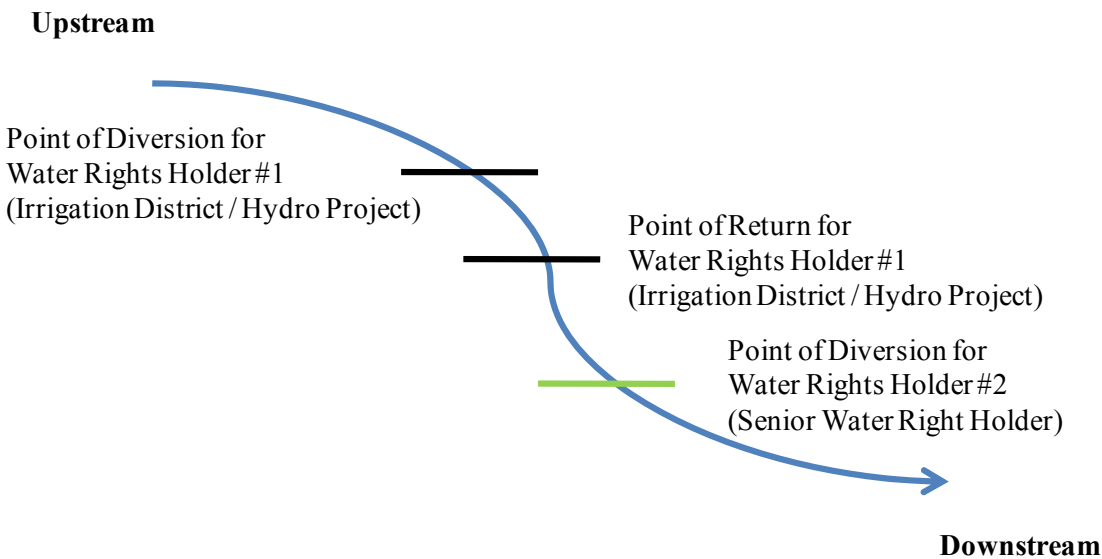 Upstream
Point of Diversion for
Water Rights Holder #1
(Irrigation District / Hydro Project)
Point of Return for
Water Rights Holder #1
(Irrigation District / Hydro Project)
Point of Diversion for
Water Rights Holder #2
(Senior Water Right Holder)
Downstream